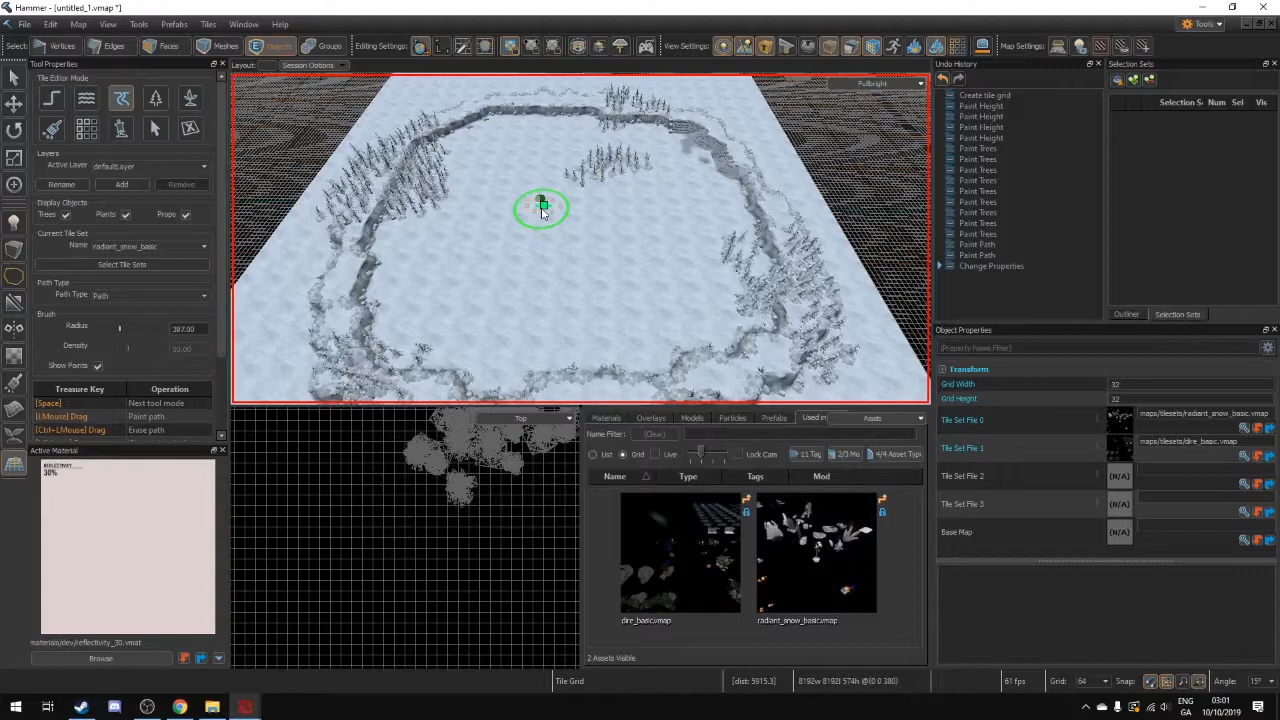 Hammer - [untitled_1.vmap *]
File Edit Map View Tools Prefabs Window Help
Tools
Select: Vertices Edges Faces Meshes Objects Groups Editing Settings: View Settings: Map Settings:
Tool Properties
Layout: Session Options
Undo History
Selection Sets
Tile Editor Mode
Fullbright
Layers
Active Layer defaultLayer
Rename Add Remove
Display Objects
Trees Plants Props
Current Tile Set
Name radiant_snow_basic
Select Tile Sets
Path Type
Path Type Path
Brush
Radius 387.00
Density 50.00
Show Points
Treasure Key Operation
[Space] Next tool mode
[LMouse] Drag Paint path
[Ctrl+LMouse] Drag Erase path
Active Material
REFLECTIVITY
30%
materials/dev/reflectivity_30.vmat
Browse
Top
Materials Overlays Models Particles Prefabs Used in Assets
Name Filter: (Clear)
List Grid Live Lock Cam 11 Tag 2/3 Mo 4/4 Asset Typ
Name Type Tags Mod
dire_basic.vmap radiant_snow_basic.vmap
2 Assets Visible
Create tile grid
Paint Height
Paint Height
Paint Height
Paint Height
Paint Trees
Paint Trees
Paint Trees
Paint Trees
Paint Trees
Paint Trees
Paint Trees
Paint Trees
Paint Trees
Paint Path
Paint Path
Change Properties
Selection S Num Sel Vis
Outliner Selection Sets
Object Properties
(Property Name Filter)
Transform
Grid Width 32
Grid Height 32
Tile Set File 0 maps/tilesets/radiant_snow_basic.vmap
Tile Set File 1 maps/tilesets/dire_basic.vmap
Tile Set File 2 (N/A)
Tile Set File 3 (N/A)
Base Map (N/A)
Tile Grid [dist: 5915.3] 8192w 8192l 574h @(0 0 380) 61 fps Grid: 64 Snap: Angle: 15°
ENG 03:01
GA 10/10/2019